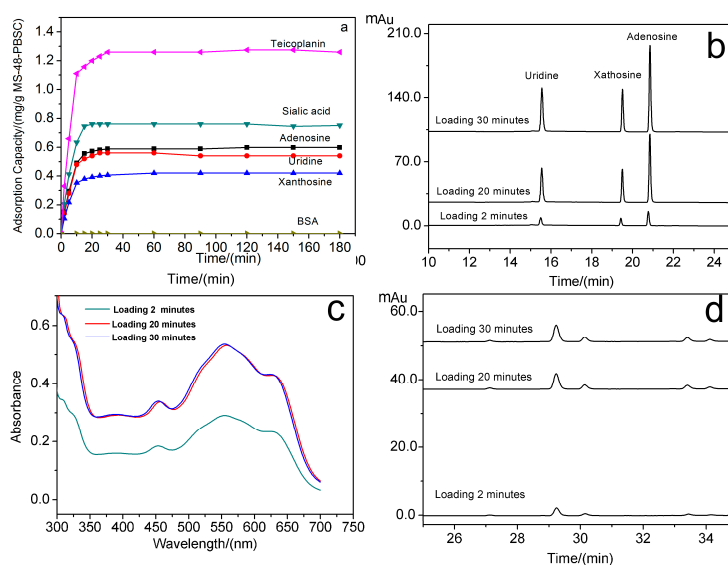 a
Adsorption Capacity/(mg/g MS-48-PBSC)
1.4
1.2
1.0
0.8
0.6
0.4
0.2
0.0
Teicoplanin
Sialic acid
Adenosine
Uridine
Xanthosine
BSA
0 20 40 60 80 100 120 140 160 180
Time/(min)
00
Time/(min)
b
mAu
210.0
140.0
70.0
0.0
Adenosine
Uridine
Xathosine
Loading 30 minutes
Loading 20 minutes
Loading 2 minutes
10 12 14 16 18 20 22 24
Time/(min)
c
Absorbance
0.6
0.4
0.2
0.0
Loading 2 minutes
Loading 20 minutes
Loading 30 minutes
300 350 400 450 500 550 600 650 700 750
Wavelength/(nm)
d
mAu
60.0
40.0
20.0
0.0
Loading 30 minutes
Loading 20 minutes
Loading 2 minutes
26 28 30 32 34
Time/(min)